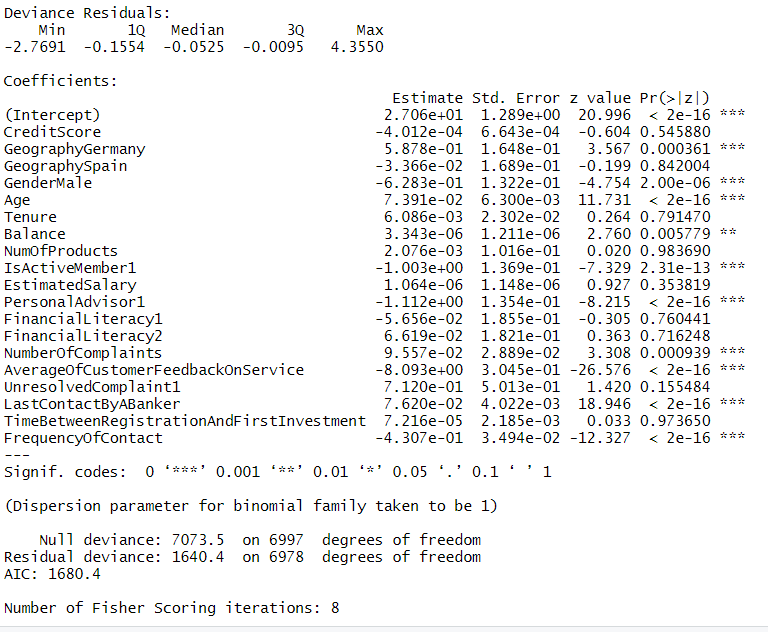 Deviance Residuals:
    Min       1Q   Median       3Q      Max
-2.7691  -0.1554  -0.0525  -0.0095   4.3550

Coefficients:
                                        Estimate Std. Error z value Pr(>|z|)
(Intercept)                            2.706e+01  1.289e+00  20.996  < 2e-16 ***
CreditScore                           -4.012e-04  6.643e-04  -0.604 0.545880
GeographyGermany                       5.878e-01  1.648e-01   3.567 0.000361 ***
GeographySpain                        -3.366e-02  1.689e-01  -0.199 0.842004
GenderMale                            -6.283e-01  1.322e-01  -4.754 2.00e-06 ***
Age                                    7.391e-02  6.300e-03  11.731  < 2e-16 ***
Tenure                                 6.086e-03  2.302e-02   0.264 0.791470
Balance                                3.343e-06  1.211e-06   2.760 0.005779 **
NumOfProducts                          2.076e-03  1.016e-01   0.020 0.983690
IsActiveMember1                       -1.003e+00  1.369e-01  -7.329 2.31e-13 ***
EstimatedSalary                        1.064e-06  1.148e-06   0.927 0.353819
PersonalAdvisor1                      -1.112e+00  1.354e-01  -8.215  < 2e-16 ***
FinancialLiteracy1                    -5.656e-02  1.855e-01  -0.305 0.760441
FinancialLiteracy2                     6.619e-02  1.821e-01   0.363 0.716248
NumberOfComplaints                     9.557e-02  2.889e-02   3.308 0.000939 ***
AverageOfCustomerFeedbackOnService    -8.093e+00  3.045e-01 -26.576  < 2e-16 ***
UnresolvedComplaint1                   7.120e-01  5.013e-01   1.420 0.155484
LastContactByABanker                   7.620e-02  4.022e-03  18.946  < 2e-16 ***
TimeBetweenRegistrationAndFirstInvestment 7.216e-05  2.185e-03   0.033 0.973650
FrequencyOfContact                    -4.307e-01  3.494e-02 -12.327  < 2e-16 ***
---
Signif. codes:  0 ‘***’ 0.001 ‘**’ 0.01 ‘*’ 0.05 ‘.’ 0.1 ‘ ’ 1

(Dispersion parameter for binomial family taken to be 1)

    Null deviance: 7073.5  on 6997  degrees of freedom
Residual deviance: 1640.4  on 6978  degrees of freedom
AIC: 1680.4

Number of Fisher Scoring iterations: 8